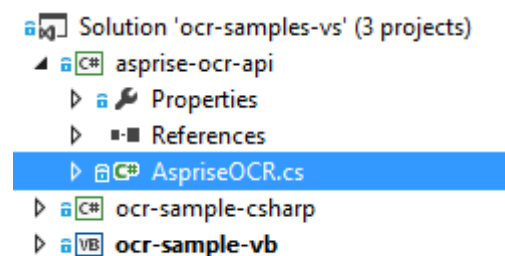 Solution 'ocr-samples-vs' (3 projects)
C# asprise-ocr-api
Properties
References
C# AspriseOCR.cs
C# ocr-sample-csharp
VB ocr-sample-vb